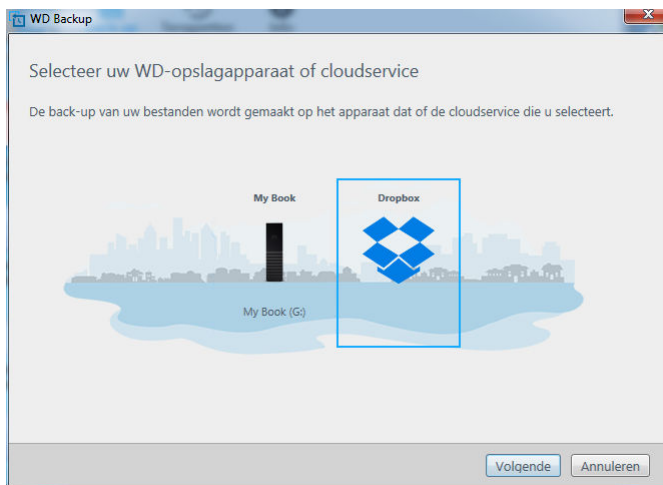 WD Backup
Selecteer uw WD-opslagapparaat of cloudservice
De back-up van uw bestanden wordt gemaakt op het apparaat dat of de cloudservice die u selecteert.
My Book
Dropbox
My Book (G:)
Volgende
Annuleren